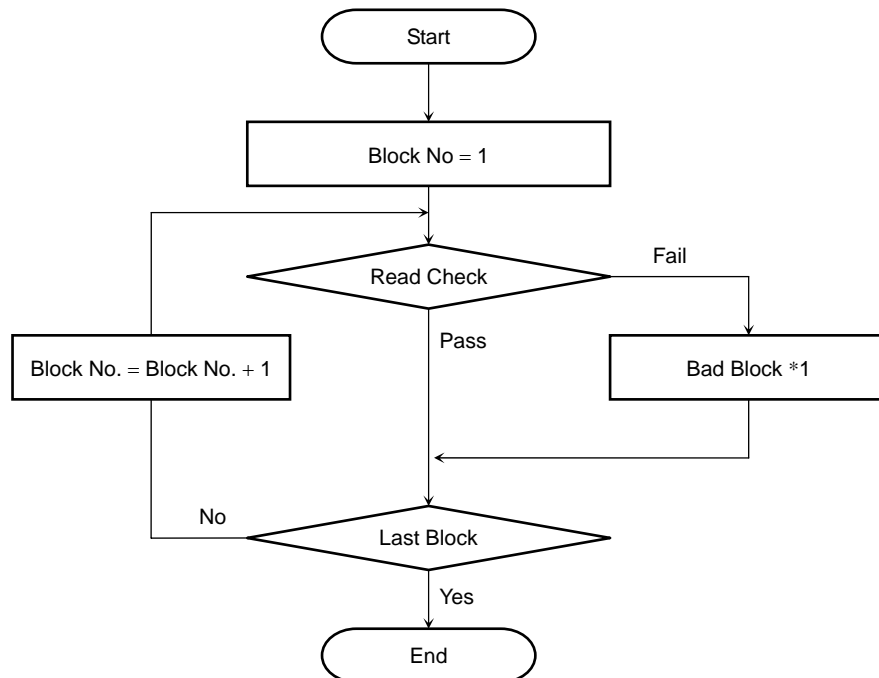 Start
Block No = 1
Read Check
Fail
Pass
Block No. = Block No. + 1
Bad Block *1
No
Last Block
Yes
End